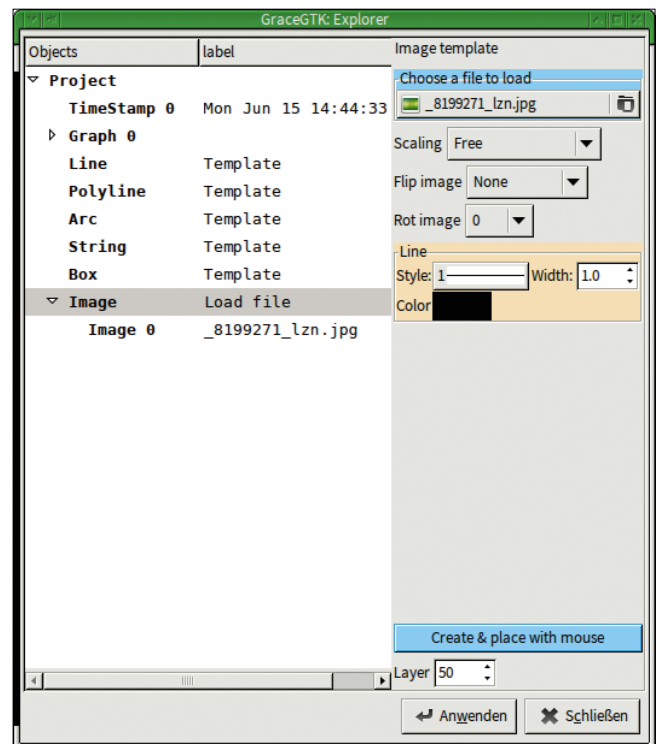 GraceGTK: Explorer
Objects label
Project
TimeStamp 0 Mon Jun 15 14:44:33
Graph 0
Line Template
Polyline Template
Arc Template
String Template
Box Template
Image Load file
Image 0 _8199271_lzn.jpg
Image template
Choose a file to load
_8199271_lzn.jpg
Scaling Free
Flip image None
Rot image 0
Line
Style: 1 Width: 1.0
Color
Create & place with mouse
Layer 50
Anwenden Schließen